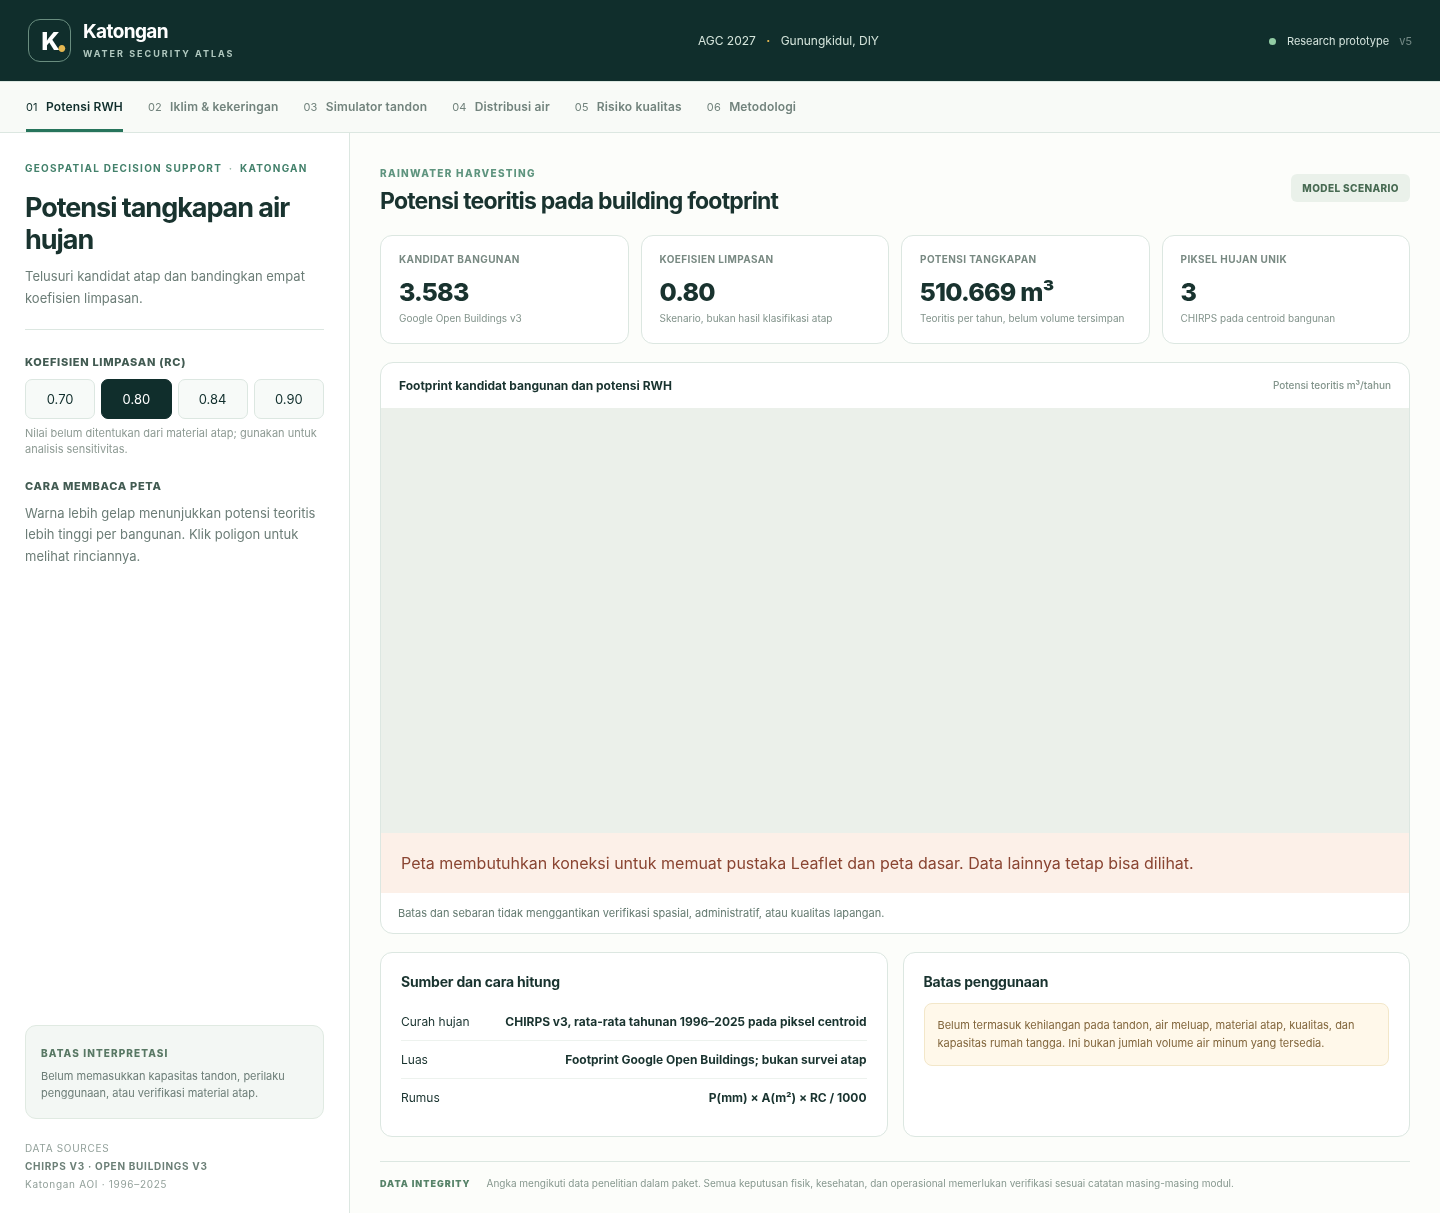 K.
Katongan
WATER SECURITY ATLAS
AGC 2027 · Gunungkidul, DIY
Research prototype v5
01 Potensi RWH
02 Iklim & kekeringan
03 Simulator tandon
04 Distribusi air
05 Risiko kualitas
06 Metodologi
GEOSPATIAL DECISION SUPPORT · KATONGAN
Potensi tangkapan air
hujan
Telusuri kandidat atap dan bandingkan empat
koefisien limpasan.
KOEFISIEN LIMPASAN (RC)
0.70 0.80 0.84 0.90
Nilai belum ditentukan dari material atap; gunakan untuk
analisis sensitivitas.
CARA MEMBACA PETA
Warna lebih gelap menunjukkan potensi teoritis
lebih tinggi per bangunan. Klik poligon untuk
melihat rinciannya.
BATAS INTERPRETASI
Belum memasukkan kapasitas tandon, perilaku
penggunaan, atau verifikasi material atap.
DATA SOURCES
CHIRPS V3 · OPEN BUILDINGS V3
Katongan AOI · 1996–2025
RAINWATER HARVESTING
Potensi teoritis pada building footprint
MODEL SCENARIO
KANDIDAT BANGUNAN
3.583
Google Open Buildings v3
KOEFISIEN LIMPASAN
0.80
Skenario, bukan hasil klasifikasi atap
POTENSI TANGKAPAN
510.669 m³
Teoritis per tahun, belum volume tersimpan
PIKSEL HUJAN UNIK
3
CHIRPS pada centroid bangunan
Footprint kandidat bangunan dan potensi RWH
Potensi teoritis m³/tahun
Peta membutuhkan koneksi untuk memuat pustaka Leaflet dan peta dasar. Data lainnya tetap bisa dilihat.
Batas dan sebaran tidak menggantikan verifikasi spasial, administratif, atau kualitas lapangan.
Sumber dan cara hitung
Curah hujan CHIRPS v3, rata-rata tahunan 1996–2025 pada piksel centroid
Luas Footprint Google Open Buildings; bukan survei atap
Rumus P(mm) × A(m²) × RC / 1000
Batas penggunaan
Belum termasuk kehilangan pada tandon, air meluap, material atap, kualitas, dan
kapasitas rumah tangga. Ini bukan jumlah volume air minum yang tersedia.
DATA INTEGRITY Angka mengikuti data penelitian dalam paket. Semua keputusan fisik, kesehatan, dan operasional memerlukan verifikasi sesuai catatan masing-masing modul.